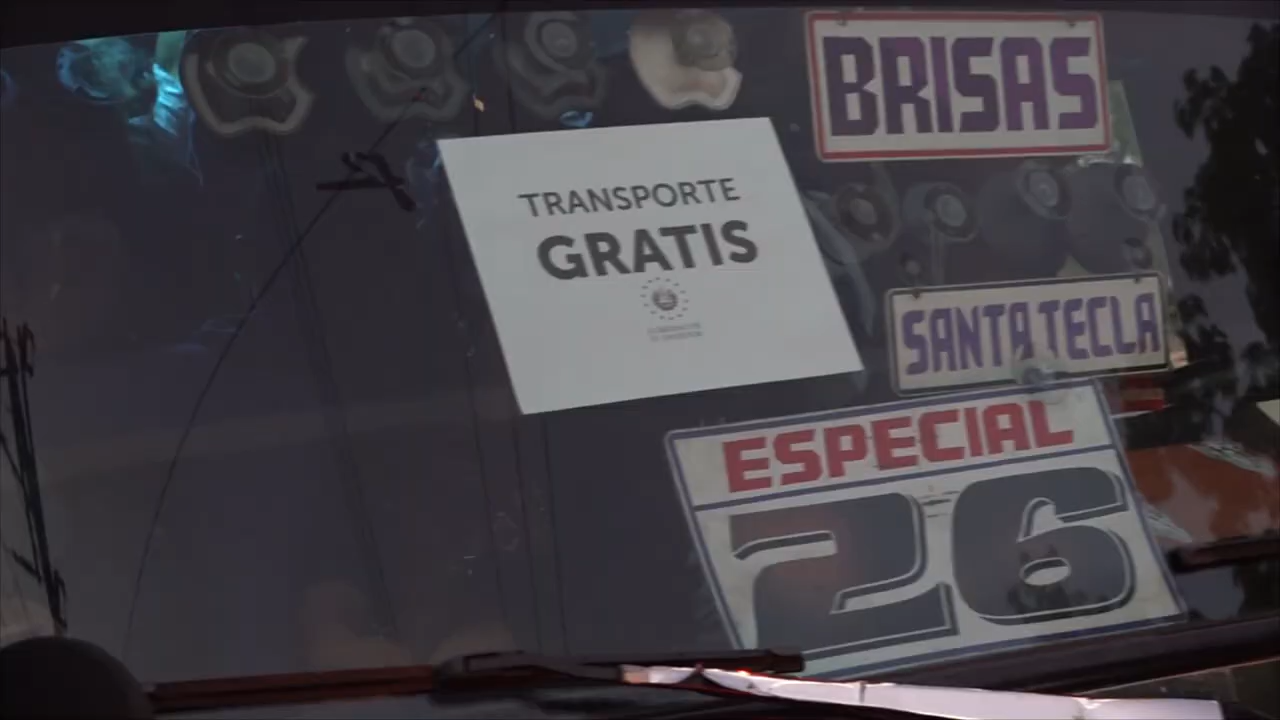 BRISAS
TRANSPORTE
GRATIS
SANTA TECLA
ESPECIAL
26